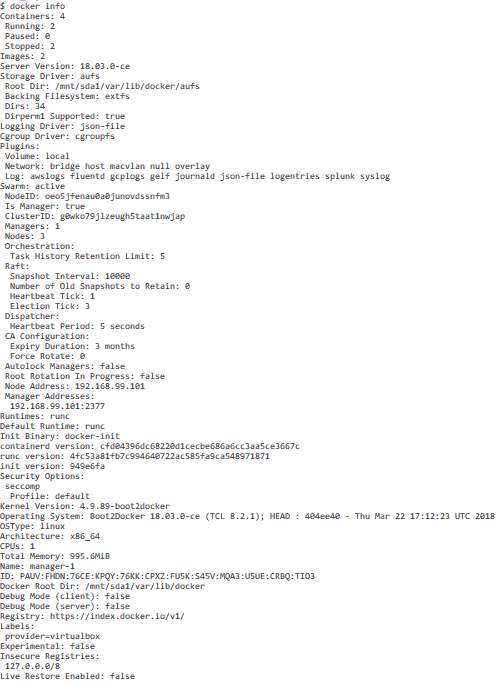 $ docker info
Containers: 4
 Running: 2
 Paused: 0
 Stopped: 2
Images: 2
Server Version: 18.03.0-ce
Storage Driver: aufs
 Root Dir: /mnt/sda1/var/lib/docker/aufs
 Backing Filesystem: extfs
 Dirs: 34
 Dirperm1 Supported: true
Logging Driver: json-file
Cgroup Driver: cgroupfs
Plugins:
 Volume: local
 Network: bridge host macvlan null overlay
 Log: awslogs fluentd gcplogs gelf journald json-file logentries splunk syslog
Swarm: active
 NodeID: oeo5jfenau0a0junovdssnfm3
 Is Manager: true
 ClusterID: g0wko79jlzeugh5taat1nwjap
 Managers: 1
 Nodes: 3
 Orchestration:
  Task History Retention Limit: 5
 Raft:
  Snapshot Interval: 10000
  Number of Old Snapshots to Retain: 0
  Heartbeat Tick: 1
  Election Tick: 3
 Dispatcher:
  Heartbeat Period: 5 seconds
 CA Configuration:
  Expiry Duration: 3 months
  Force Rotate: 0
 Autolock Managers: false
 Root Rotation In Progress: false
 Node Address: 192.168.99.101
 Manager Addresses:
  192.168.99.101:2377
Runtimes: runc
Default Runtime: runc
Init Binary: docker-init
containerd version: cfd04396dc68220d1cecbe686a6cc3aa5ce3667c
runc version: 4fc53a81fb7c994640722ac585fa9ca548971871
init version: 949e6fa
Security Options:
 seccomp
  Profile: default
Kernel Version: 4.9.89-boot2docker
Operating System: Boot2Docker 18.03.0-ce (TCL 8.2.1); HEAD : 404ee40 - Thu Mar 22 17:12:23 UTC 2018
OSType: linux
Architecture: x86_64
CPUs: 1
Total Memory: 995.6MiB
Name: manager-1
ID: PAUV:FHDN:76CE:KPQY:76KK:CPXZ:FU5K:S45V:MQA3:U5UE:CRBQ:TIO3
Docker Root Dir: /mnt/sda1/var/lib/docker
Debug Mode (client): false
Debug Mode (server): false
Registry: https://index.docker.io/v1/
Labels:
 provider=virtualbox
Experimental: false
Insecure Registries:
 127.0.0.0/8
Live Restore Enabled: false